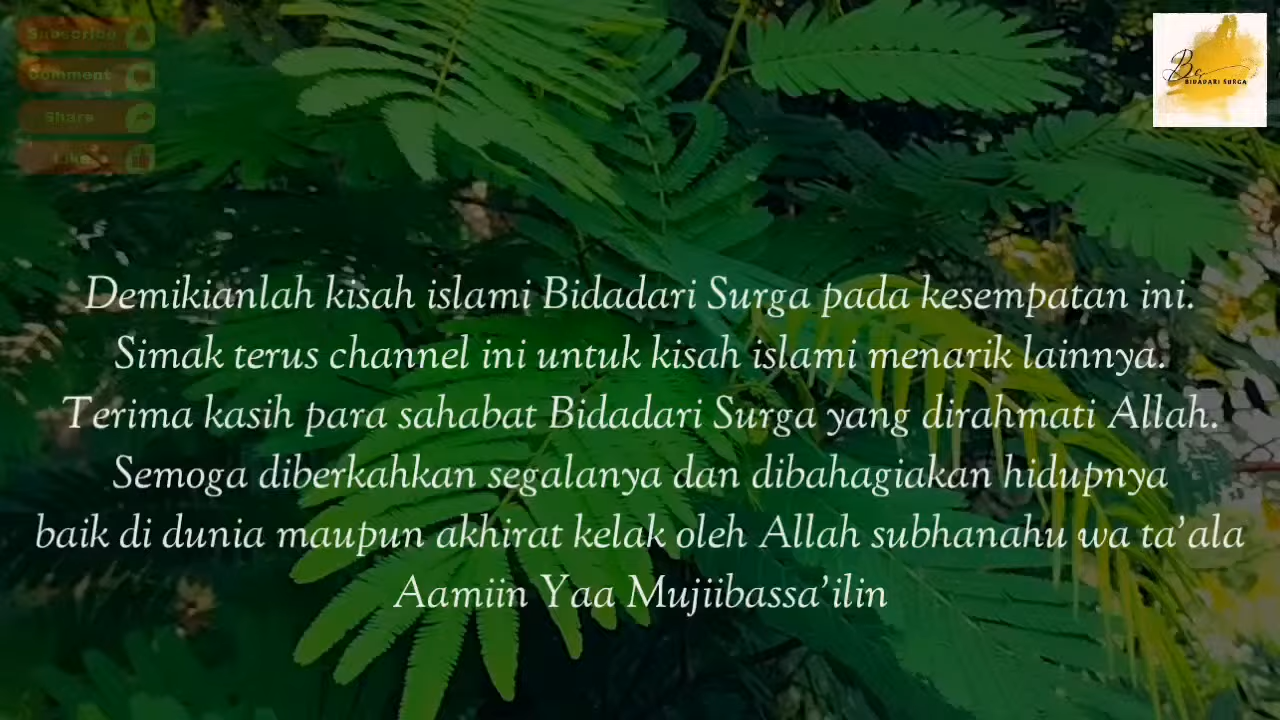 Subscribe
Comment
Share
Like
Bs
BIDADARI SURGA
Demikianlah kisah islami Bidadari Surga pada kesempatan ini.
Simak terus channel ini untuk kisah islami menarik lainnya.
Terima kasih para sahabat Bidadari Surga yang dirahmati Allah.
Semoga diberkahkan segalanya dan dibahagiakan hidupnya
baik di dunia maupun akhirat kelak oleh Allah subhanahu wa ta’ala
Aamiin Yaa Mujiibassa’ilin